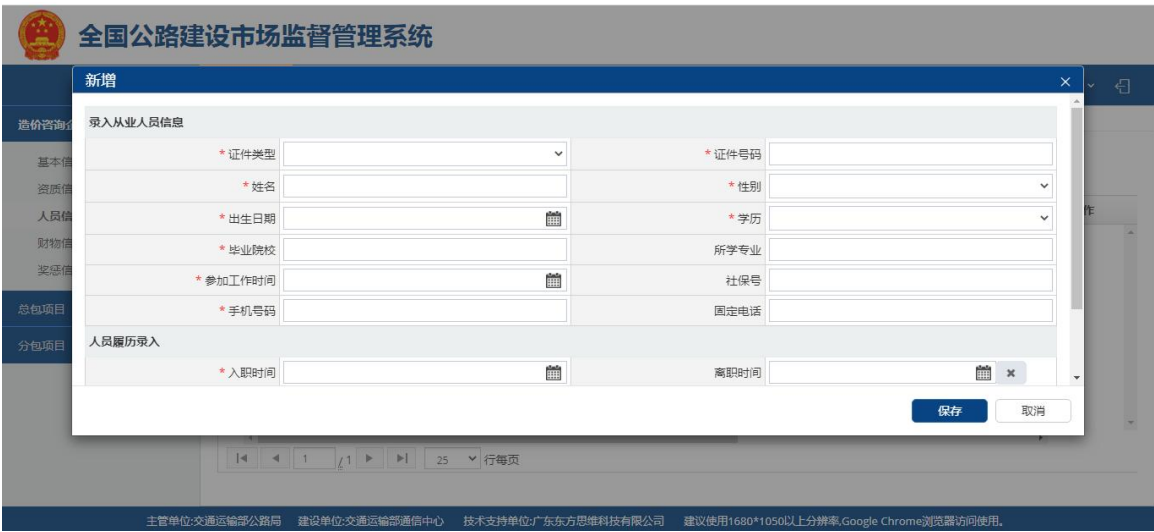 全国公路建设市场监督管理系统
新增
造价咨询
录入从业人员信息
* 证件类型 * 证件号码
基本信
* 姓名 * 性别
资质信
* 出生日期 * 学历
人员信
作
* 毕业院校 所学专业
财物信
* 参加工作时间 社保号
奖惩信
* 手机号码 固定电话
总包项目
人员履历录入
分包项目
* 入职时间 离职时间
保存 取消
1 /1 25 行每页
主管单位:交通运输部公路局 建设单位:交通运输部通信中心 技术支持单位:广东东方思维科技有限公司 建议使用1680*1050以上分辨率,Google Chrome浏览器访问使用。